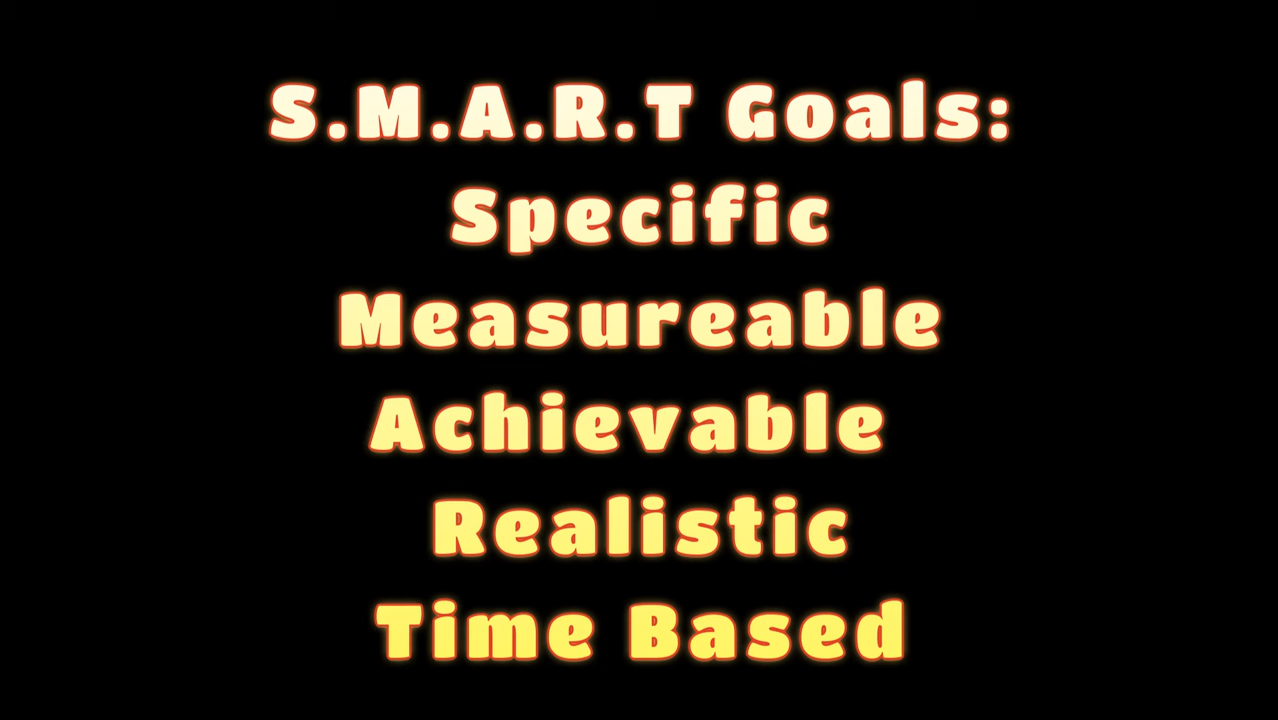 S.M.A.R.T Goals:
Specific
Measureable
Achievable
Realistic
Time Based